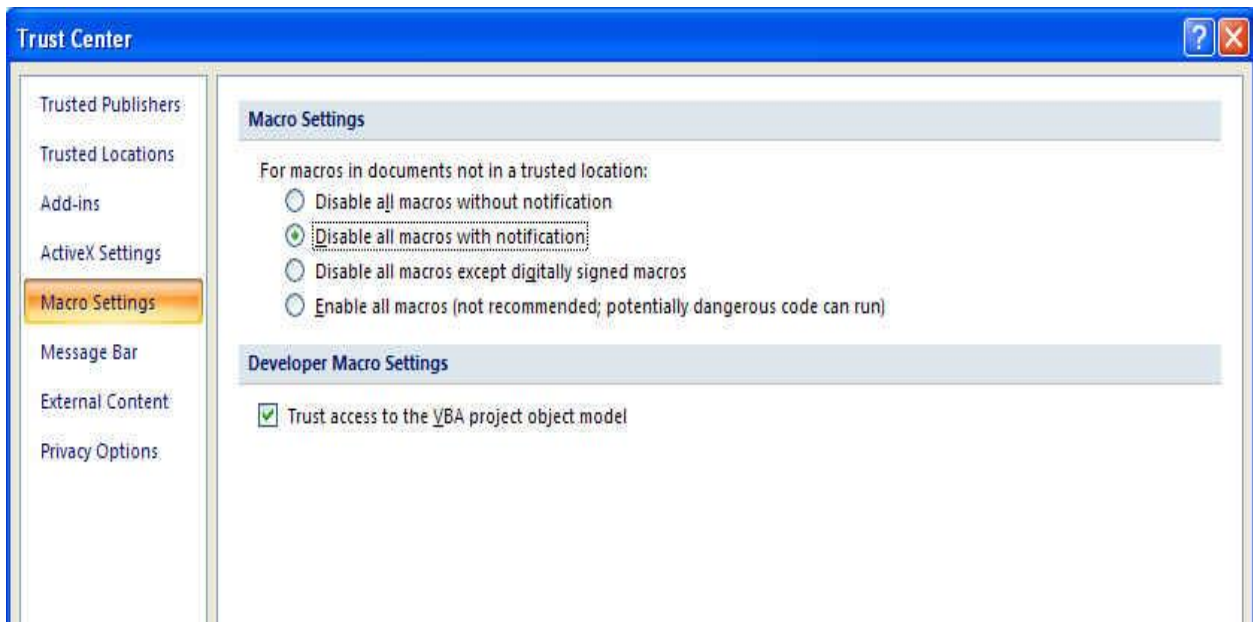 Trust Center
Trusted Publishers
Trusted Locations
Add-ins
ActiveX Settings
Macro Settings
Message Bar
External Content
Privacy Options
Macro Settings
For macros in documents not in a trusted location:
Disable all macros without notification
Disable all macros with notification
Disable all macros except digitally signed macros
Enable all macros (not recommended; potentially dangerous code can run)
Developer Macro Settings
Trust access to the VBA project object model